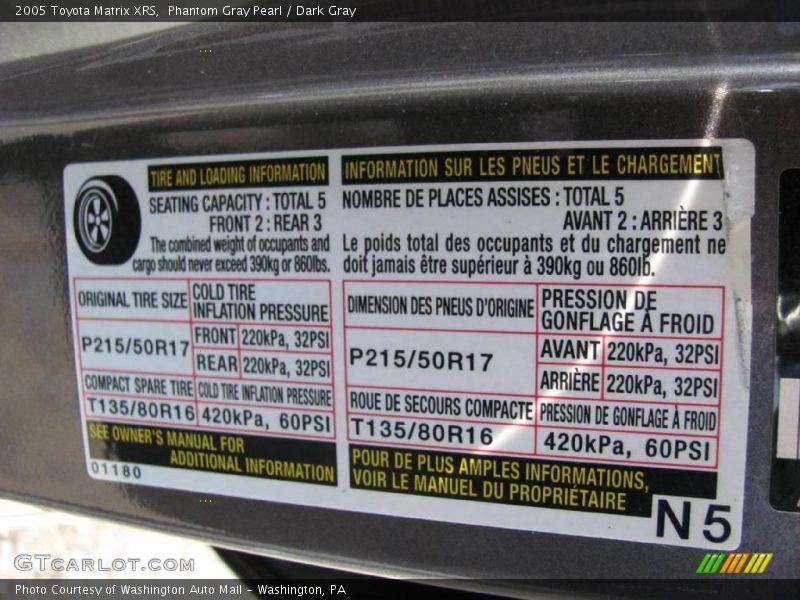 2005 Toyota Matrix XRS, Phantom Gray Pearl / Dark Gray
TIRE AND LOADING INFORMATION
SEATING CAPACITY : TOTAL 5
FRONT 2 : REAR 3
The combined weight of occupants and
cargo should never exceed 390kg or 860lbs.
ORIGINAL TIRE SIZE
COLD TIRE
INFLATION PRESSURE
P215/50R17
FRONT 220kPa, 32PSI
REAR 220kPa, 32PSI
COMPACT SPARE TIRE COLD TIRE INFLATION PRESSURE
T135/80R16 420kPa, 60PSI
SEE OWNER'S MANUAL FOR
ADDITIONAL INFORMATION
01180
INFORMATION SUR LES PNEUS ET LE CHARGEMENT
NOMBRE DE PLACES ASSISES : TOTAL 5
AVANT 2 : ARRIÈRE 3
Le poids total des occupants et du chargement ne
doit jamais être supérieur à 390kg ou 860lb.
DIMENSION DES PNEUS D'ORIGINE
PRESSION DE
GONFLAGE À FROID
P215/50R17
AVANT 220kPa, 32PSI
ARRIÈRE 220kPa, 32PSI
ROUE DE SECOURS COMPACTE PRESSION DE GONFLAGE À FROID
T135/80R16 420kPa, 60PSI
POUR DE PLUS AMPLES INFORMATIONS,
VOIR LE MANUEL DU PROPRIÉTAIRE
N5
GTCARLOT.COM
Photo Courtesy of Washington Auto Mall - Washington, PA